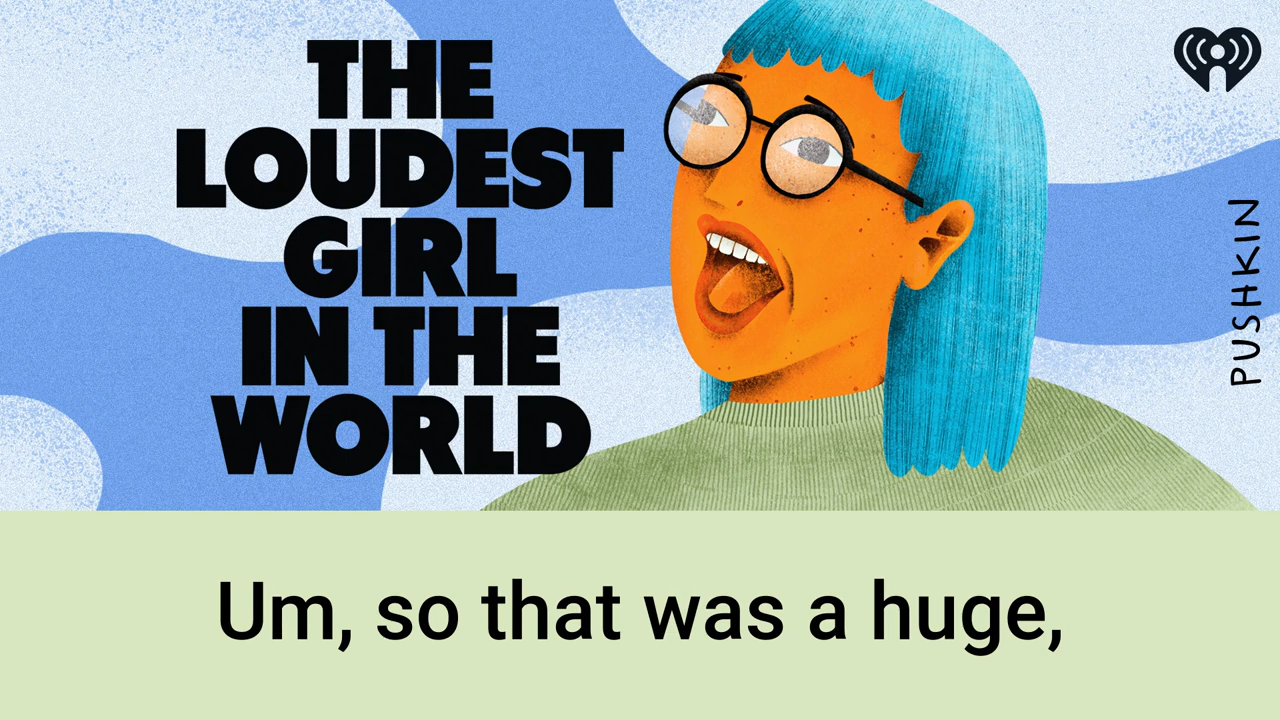 THE
LOUDEST
GIRL
IN THE
WORLD
PUSHKIN
Um, so that was a huge,